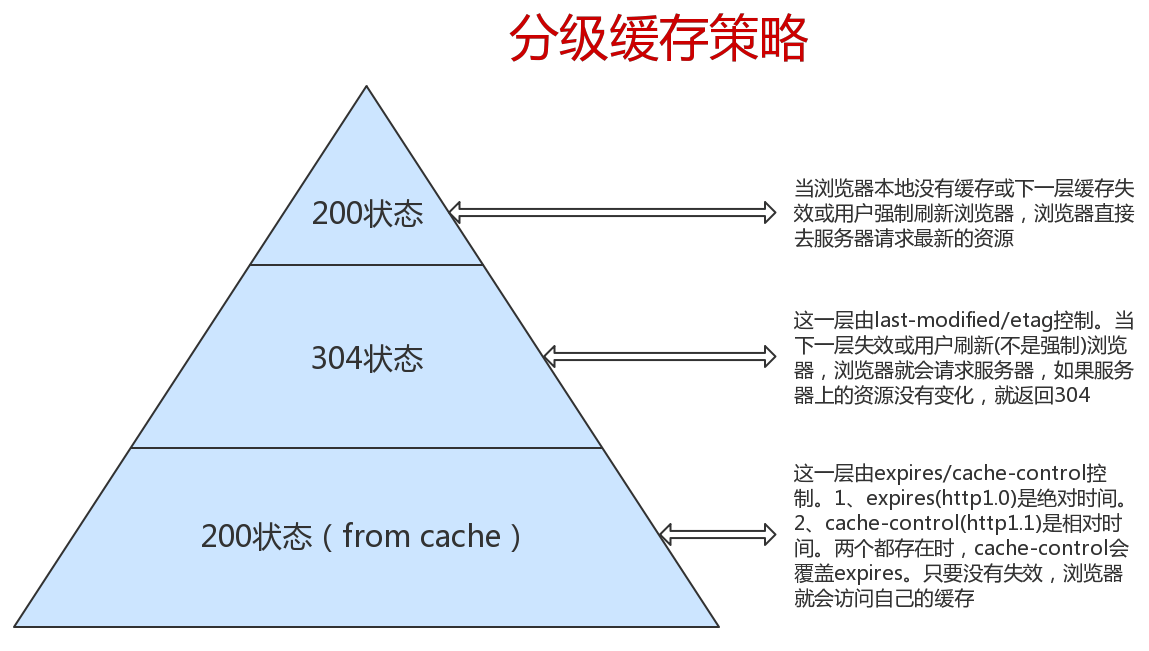 分级缓存策略
200状态
当浏览器本地没有缓存或下一层缓存失
效或用户强制刷新浏览器，浏览器直接
去服务器请求最新的资源
304状态
这一层由last-modified/etag控制。当
下一层失效或用户刷新(不是强制)浏览
器，浏览器就会请求服务器，如果服务
器上的资源没有变化，就返回304
200状态（from cache）
这一层由expires/cache-control控
制。1、expires(http1.0)是绝对时间。
2、cache-control(http1.1)是相对时
间。两个都存在时，cache-control会
覆盖expires。只要没有失效，浏览器
就会访问自己的缓存